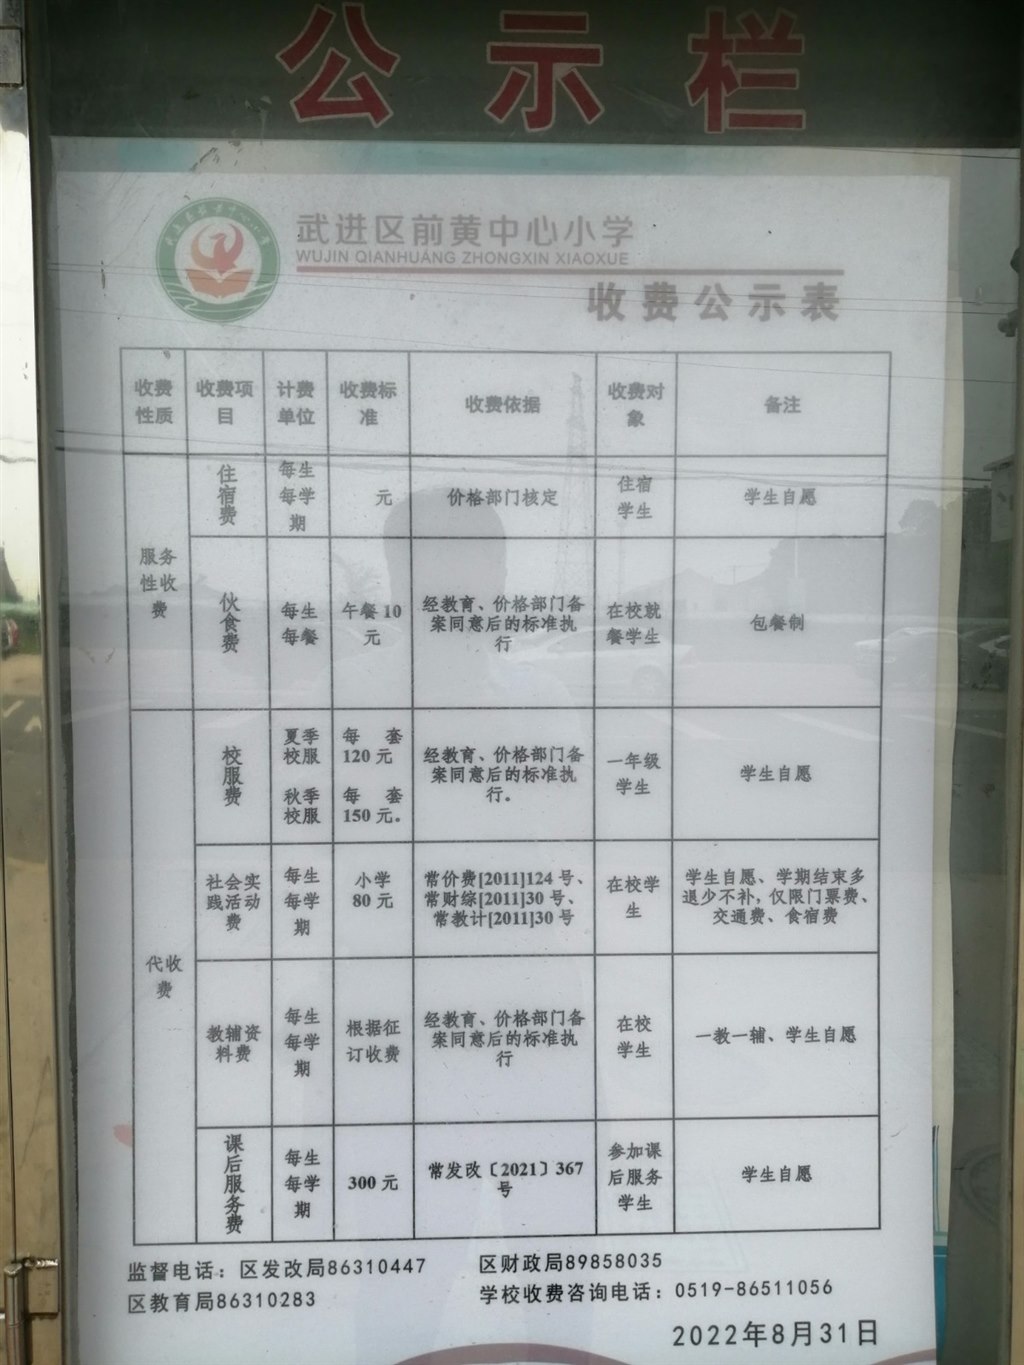 公示栏
武进区前黄中心小学
WUJIN QIANHUANG ZHONGXIN XIAOXUE
收费公示表
收费
性质
收费项
目
计费
单位
收费标
准
收费依据
收费对
象
备注
服务
性收
费
住
宿
费
每生
每学
期
元
价格部门核定
住宿
学生
学生自愿
伙
食
费
每生
每餐
午餐10
元
经教育、价格部门备
案同意后的标准执
行
在校就
餐学生
包餐制
代收
费
校
服
费
夏季
校服
秋季
校服
每 套
120元
每 套
150元。
经教育、价格部门备
案同意后的标准执
行。
一年级
学生
学生自愿
社会实
践活动
费
每生
每学
期
小学
80元
常价费[2011]124号、
常财综[2011]30号、
常教计[2011]30号
在校学
生
学生自愿、学期结束多
退少不补，仅限门票费、
交通费、食宿费
教辅资
料费
每生
每学
期
根据征
订收费
经教育、价格部门备
案同意后的标准执
行
在校
学生
一教一辅、学生自愿
课
后
服
务
费
每生
每学
期
300元
常发改〔2021〕367
号
参加课
后服务
学生
学生自愿
监督电话：区发改局86310447
区财政局89858035
区教育局86310283
学校收费咨询电话：0519-86511056
2022年8月31日